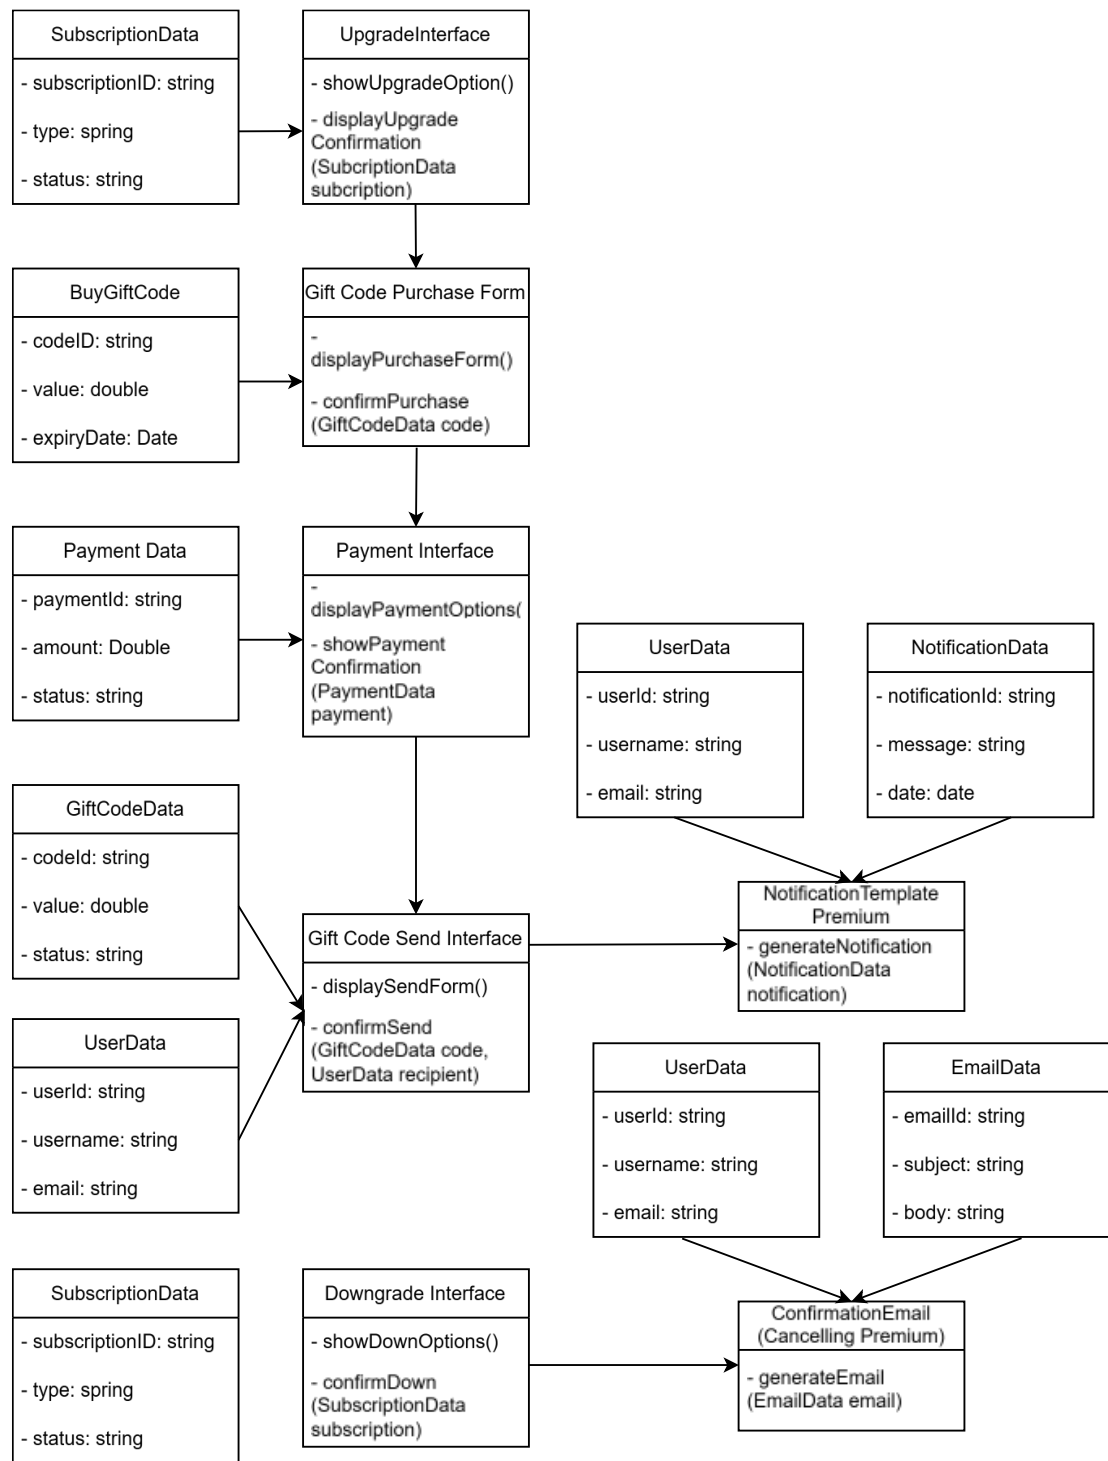 SubscriptionData
- subscriptionID: string
- type: spring
- status: string
UpgradeInterface
- showUpgradeOption()
- displayUpgrade
Confirmation
(SubcriptionData
subcription)
BuyGiftCode
- codeID: string
- value: double
- expiryDate: Date
Gift Code Purchase Form
-
displayPurchaseForm()
- confirmPurchase
(GiftCodeData code)
Payment Data
- paymentId: string
- amount: Double
- status: string
Payment Interface
-
displayPaymentOptions(
- showPayment
Confirmation
(PaymentData
payment)
UserData
- userId: string
- username: string
- email: string
NotificationData
- notificationId: string
- message: string
- date: date
GiftCodeData
- codeId: string
- value: double
- status: string
NotificationTemplate
Premium
- generateNotification
(NotificationData
notification)
Gift Code Send Interface
- displaySendForm()
- confirmSend
(GiftCodeData code,
UserData recipient)
UserData
- userId: string
- username: string
- email: string
UserData
- userId: string
- username: string
- email: string
EmailData
- emailId: string
- subject: string
- body: string
SubscriptionData
- subscriptionID: string
- type: spring
- status: string
Downgrade Interface
- showDownOptions()
- confirmDown
(SubscriptionData
subscription)
ConfirmationEmail
(Cancelling Premium)
- generateEmail
(EmailData email)